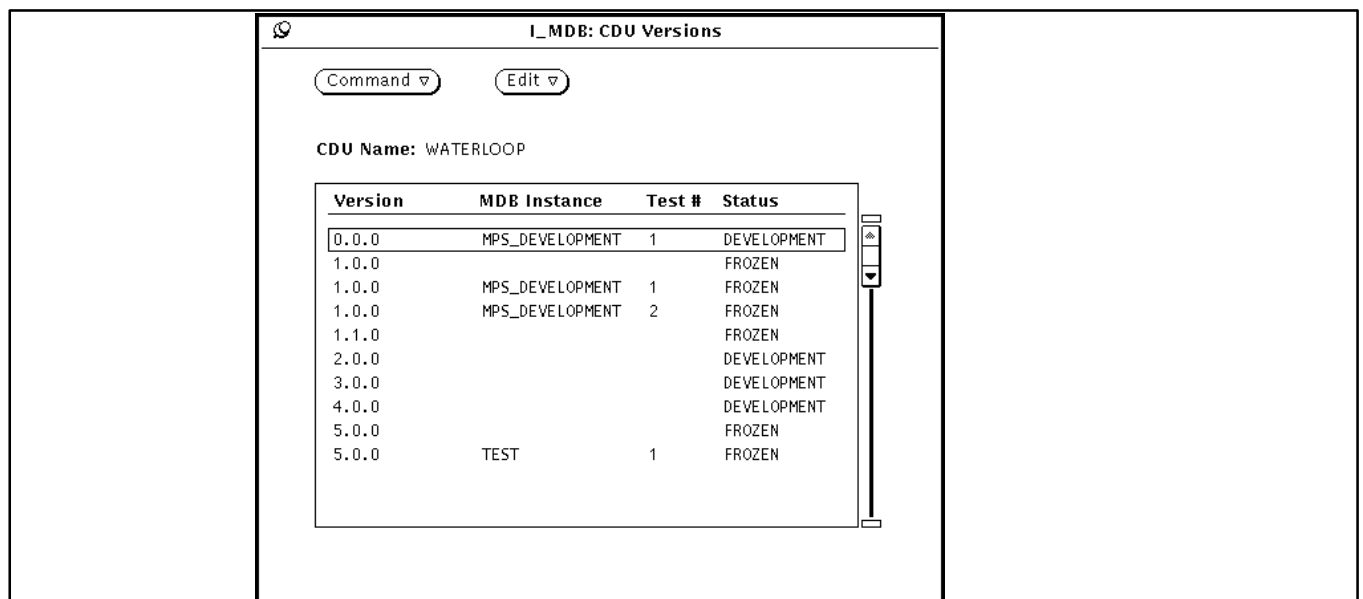 I_MDB: CDU Versions
Command Edit
CDU Name: WATERLOOP
Version MDB Instance Test # Status
0.0.0 MPS_DEVELOPMENT 1 DEVELOPMENT
1.0.0 FROZEN
1.0.0 MPS_DEVELOPMENT 1 FROZEN
1.0.0 MPS_DEVELOPMENT 2 FROZEN
1.1.0 FROZEN
2.0.0 DEVELOPMENT
3.0.0 DEVELOPMENT
4.0.0 DEVELOPMENT
5.0.0 FROZEN
5.0.0 TEST 1 FROZEN